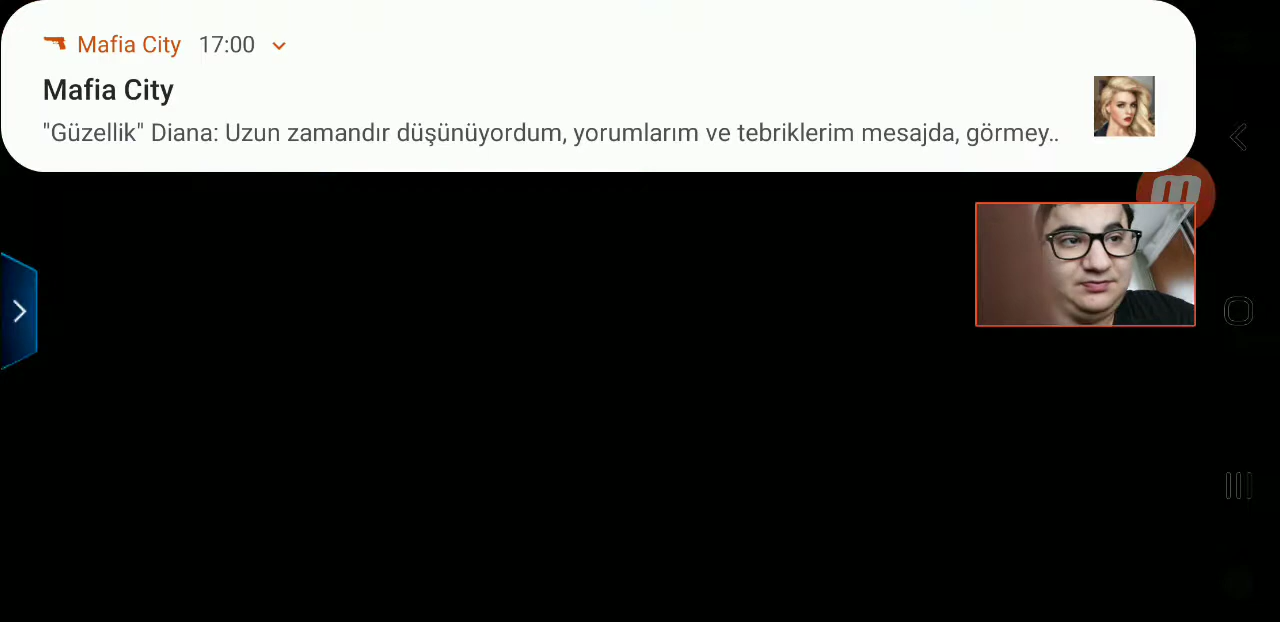 Mafia City 17:00
Mafia City
"Güzellik" Diana: Uzun zamandır düşünüyordum, yorumlarım ve tebriklerim mesajda, görmey..
m